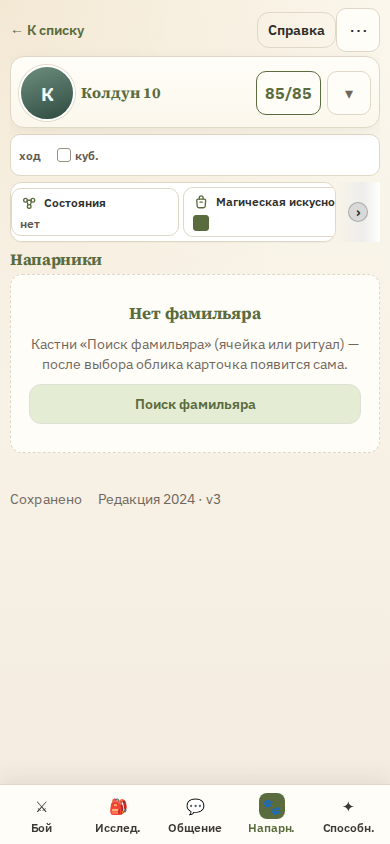 ← К списку
Справка
⋯
К
Колдун 10
85/85
▾
ход
куб.
Состояния
нет
Магическая искусно
›
Напарники
Нет фамильяра
Кастни «Поиск фамильяра» (ячейка или ритуал) —
после выбора облика карточка появится сама.
Поиск фамильяра
Сохранено Редакция 2024 · v3
Бой
Исслед.
Общение
Напарн.
Способн.